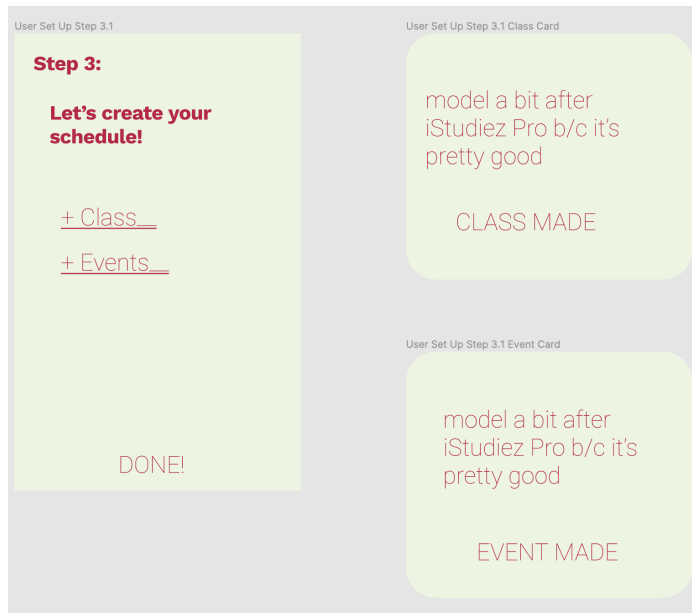 User Set Up Step 3.1
Step 3:
Let's create your
schedule!
+ Class__
+ Events__
DONE!
User Set Up Step 3.1 Class Card
model a bit after
iStudiez Pro b/c it's
pretty good
CLASS MADE
User Set Up Step 3.1 Event Card
model a bit after
iStudiez Pro b/c it's
pretty good
EVENT MADE